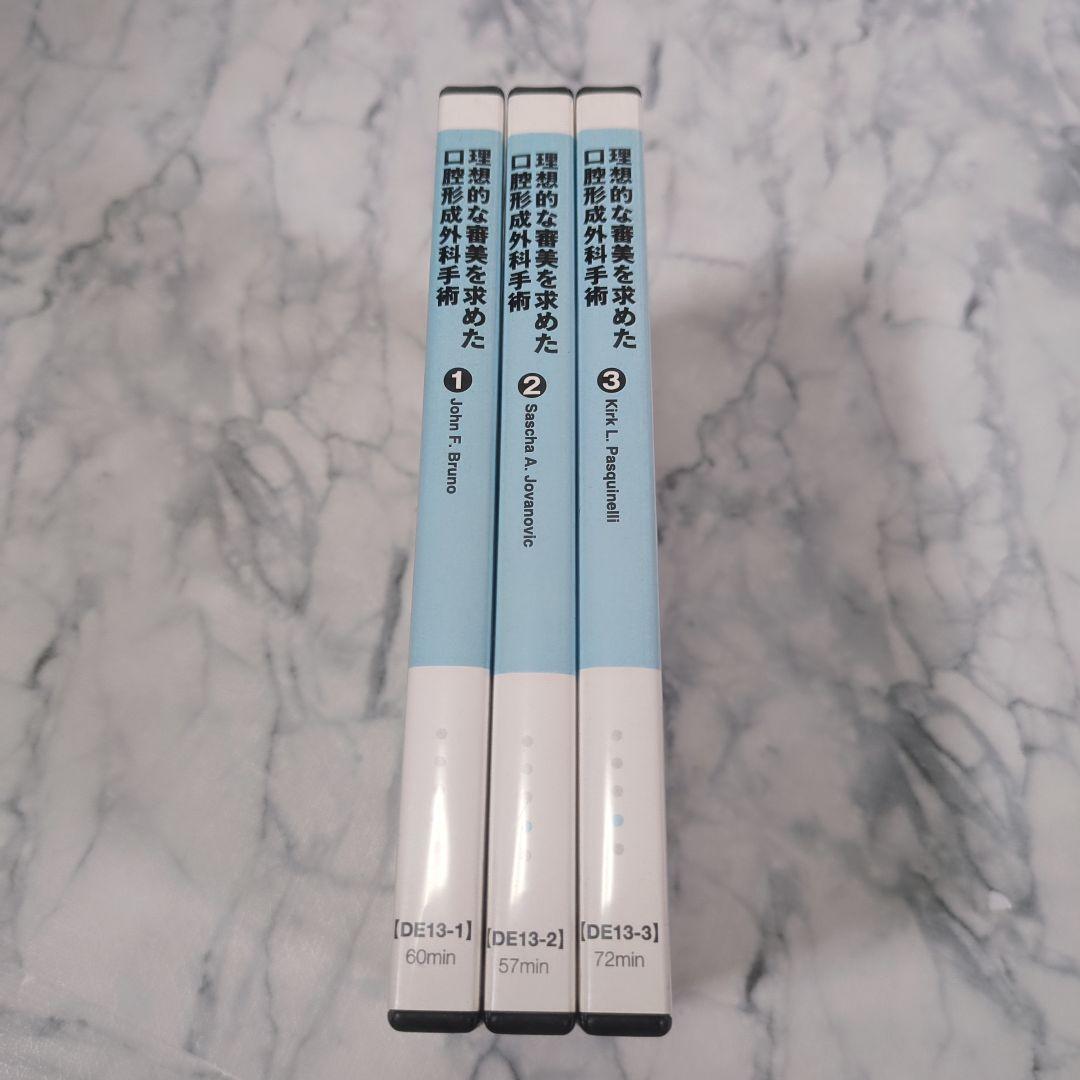 理想的な審美を求めた
口腔形成外科手術
1
John F. Bruno
【DE13-1】
60min
理想的な審美を求めた
口腔形成外科手術
2
Sascha A. Jovanovic
【DE13-2】
57min
理想的な審美を求めた
口腔形成外科手術
3
Kirk L. Pasquinelli
【DE13-3】
72min